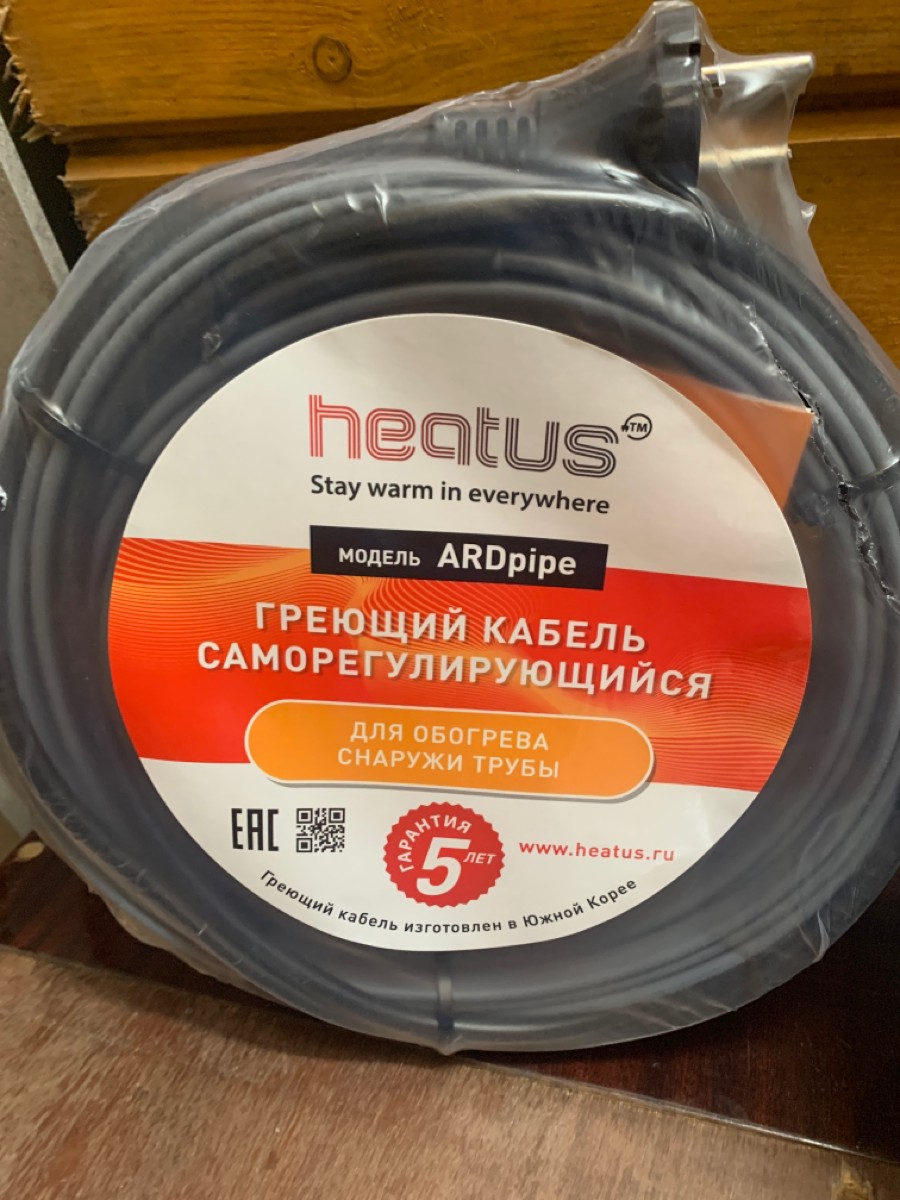 heatus™
Stay warm in everywhere
МОДЕЛЬ ARDpipe
ГРЕЮЩИЙ КАБЕЛЬ
САМОРЕГУЛИРУЮЩИЙСЯ
ДЛЯ ОБОГРЕВА
СНАРУЖИ ТРУБЫ
EAC
ГАРАНТИЯ
5 ЛЕТ
www.heatus.ru
Греющий кабель изготовлен в Южной Корее